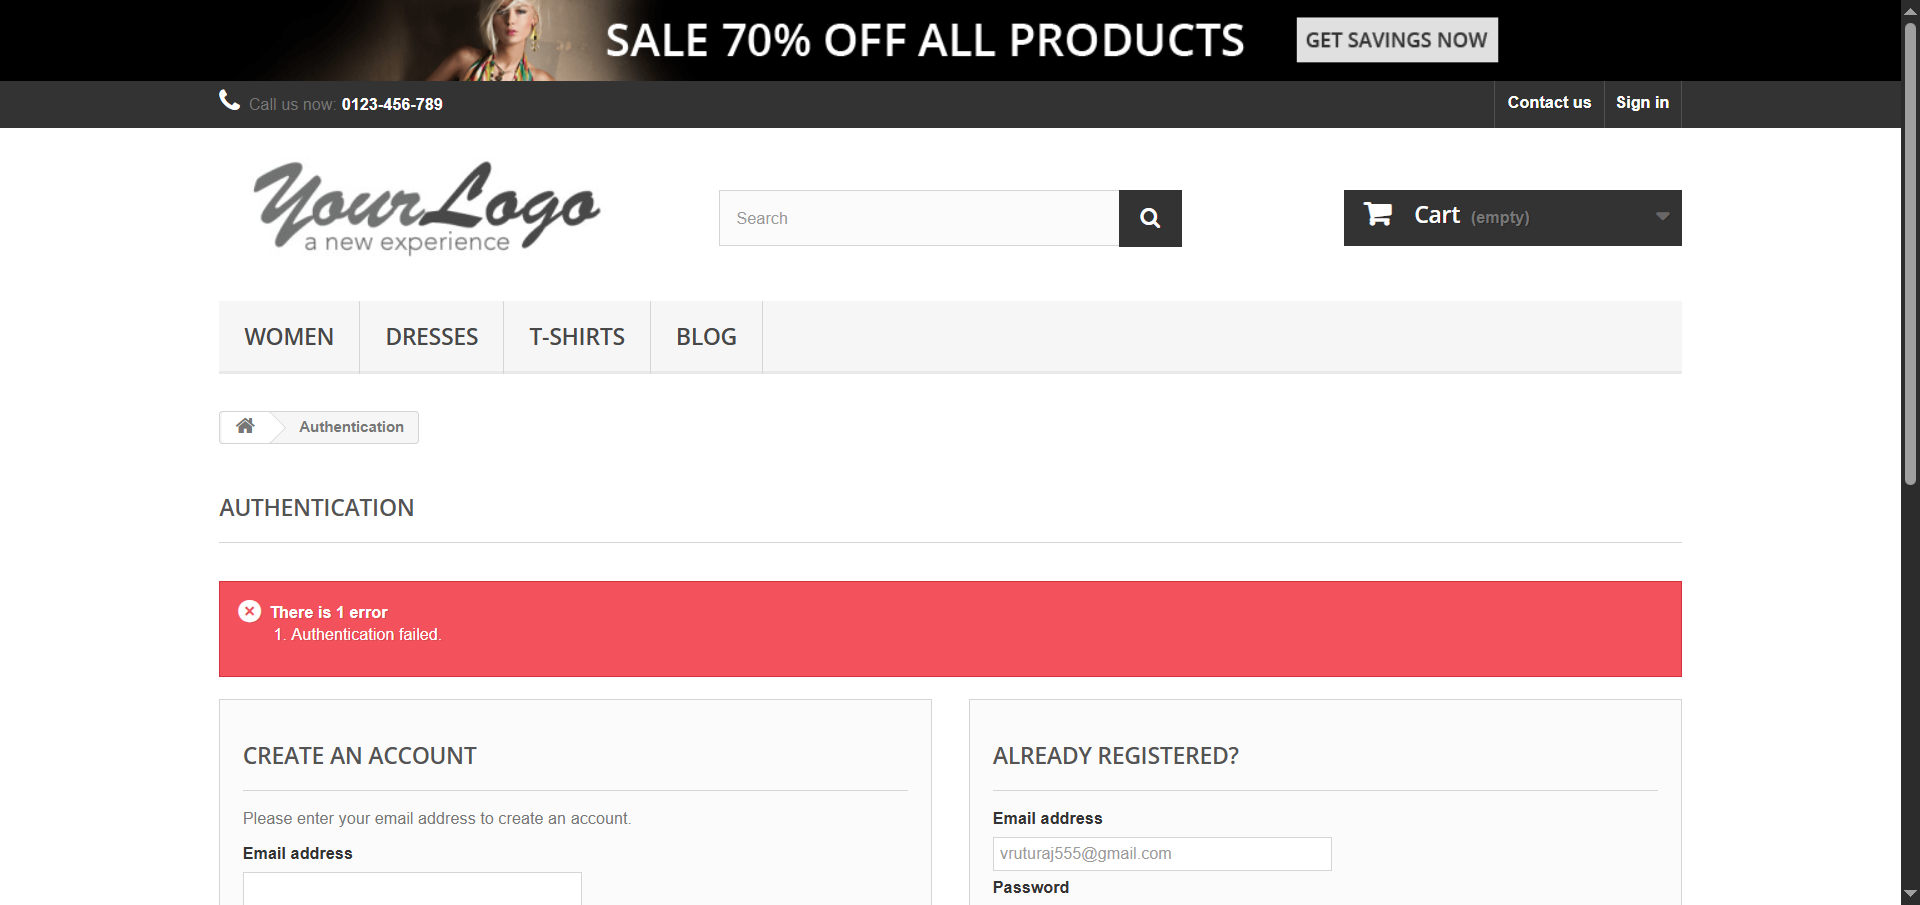 SALE 70% OFF ALL PRODUCTS GET SAVINGS NOW
Call us now: 0123-456-789 Contact us Sign in
YourLogo
a new experience
Search
Cart (empty)
WOMEN DRESSES T-SHIRTS BLOG
Authentication
AUTHENTICATION
There is 1 error
1. Authentication failed.
CREATE AN ACCOUNT
Please enter your email address to create an account.
Email address
ALREADY REGISTERED?
Email address
vruturaj555@gmail.com
Password